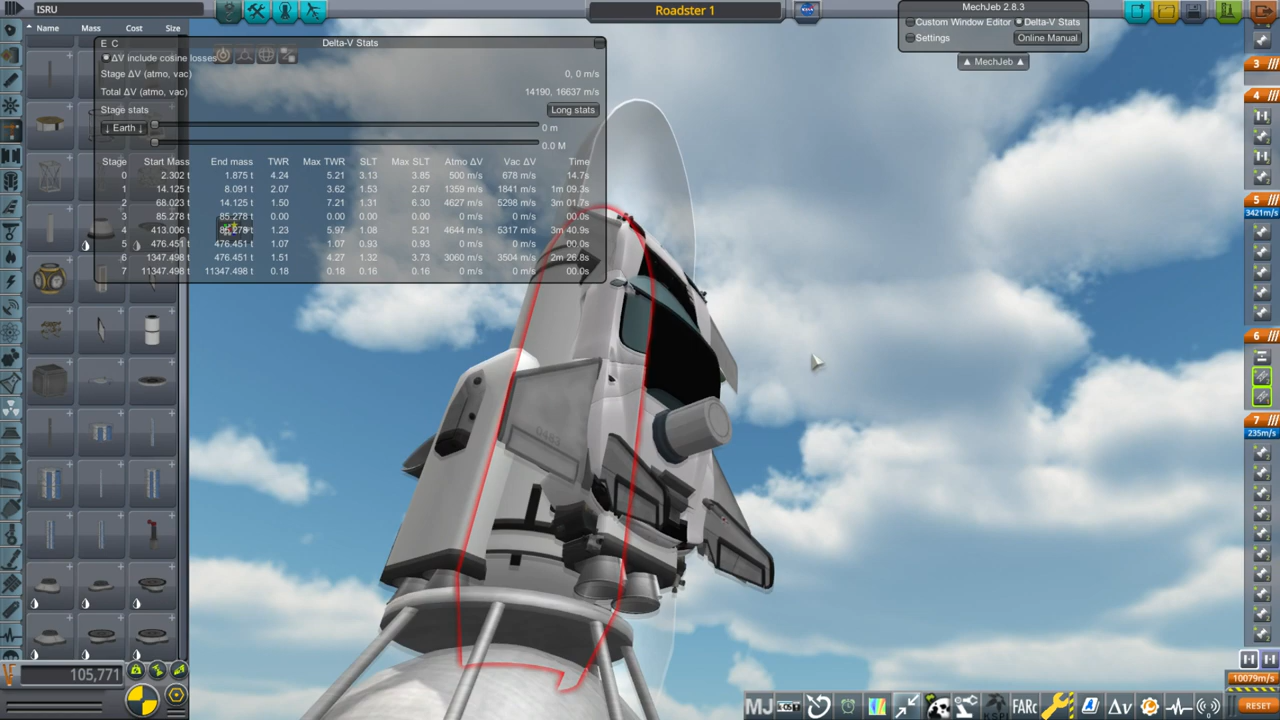 ISRU
Roadster 1
MechJeb 2.8.3
Custom Window Editor Delta-V Stats
Settings Online Manual
▲ MechJeb ▲
Name Mass Cost Size
E C Delta-V Stats
ΔV include cosine losses
Stage ΔV (atmo, vac) 0, 0 m/s
Total ΔV (atmo, vac) 14190, 16637 m/s
Stage stats Long stats
↓ Earth ↓ 0 m
0.0 M
Stage Start Mass End mass TWR Max TWR SLT Max SLT Atmo ΔV Vac ΔV Time
0 2.302 t 1.875 t 4.24 5.21 3.13 3.85 500 m/s 678 m/s 14.7s
1 14.125 t 8.091 t 2.07 3.62 1.53 2.67 1359 m/s 1841 m/s 1m 09.3s
2 68.023 t 14.125 t 1.50 7.21 1.31 6.30 4627 m/s 5298 m/s 3m 01.7s
3 85.278 t 85.278 t 0.00 0.00 0.00 0.00 0 m/s 0 m/s 00.0s
4 413.006 t 85.278 t 1.23 5.97 1.08 5.21 4644 m/s 5317 m/s 3m 40.9s
5 476.451 t 476.451 t 1.07 1.07 0.93 0.93 0 m/s 0 m/s 00.0s
6 1347.498 t 476.451 t 1.51 4.27 1.32 3.73 3060 m/s 3504 m/s 2m 26.8s
7 11347.498 t 11347.498 t 0.18 0.18 0.16 0.16 0 m/s 0 m/s 00.0s
3
4
5
3421m/s
6
7
235m/s
10079m/s
RESET
105,771
MJ
FARc
Δv